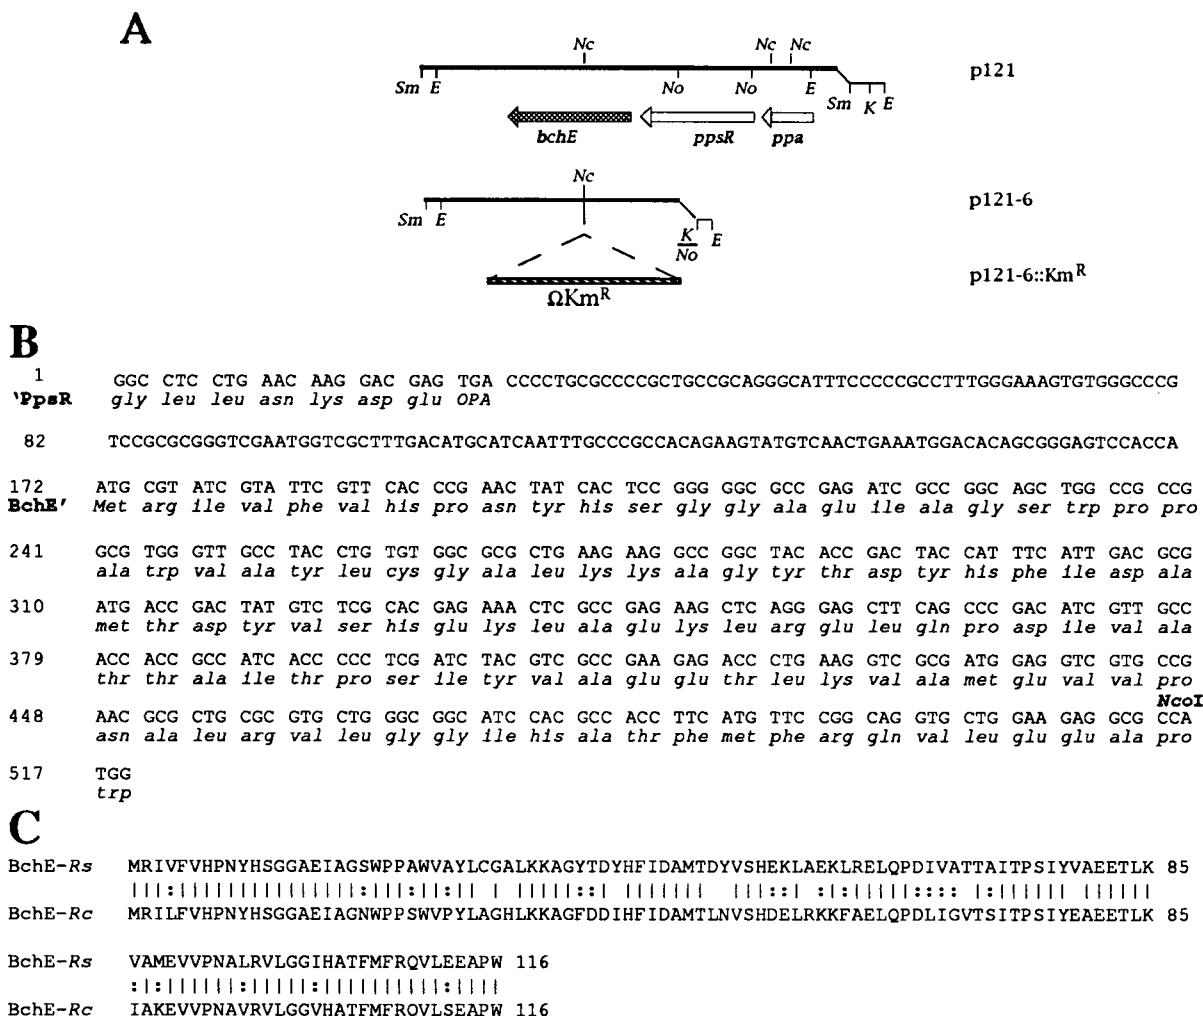 A
Nc Nc Nc
p121
Sm E No No E Sm K E
bchE ppsR ppa
Nc
p121-6
Sm E K No E
p121-6::KmR
ΩKmR
B
1 GGC CTC CTG AAC AAG GAC GAG TGA CCCCTGCGCCCCGCTGCCGCAGGGCATTTCCCCCGCCTTTGGGAAAGTGTGGGCCCG
'PpsR gly leu leu asn lys asp glu OPA
82 TCCGCGCGGGTCGAATGGTCGCTTTGACATGCATCAATTTGCCCGCCACAGAAGTATGTCAACTGAAATGGACACAGCGGGAGTCCACCA
172 ATG CGT ATC GTA TTC GTT CAC CCG AAC TAT CAC TCC GGG GGC GCC GAG ATC GCC GGC AGC TGG CCG CCG
BchE' Met arg ile val phe val his pro asn tyr his ser gly gly ala glu ile ala gly ser trp pro pro
241 GCG TGG GTT GCC TAC CTG TGT GGC GCG CTG AAG AAG GCC GGC TAC ACC GAC TAC CAT TTC ATT GAC GCG
ala trp val ala tyr leu cys gly ala leu lys lys ala gly tyr thr asp tyr his phe ile asp ala
310 ATG ACC GAC TAT GTC TCG CAC GAG AAA CTC GCC GAG AAG CTC AGG GAG CTT CAG CCC GAC ATC GTT GCC
met thr asp tyr val ser his glu lys leu ala glu lys leu arg glu leu gln pro asp ile val ala
379 ACC ACC GCC ATC ACC CCC TCG ATC TAC GTC GCC GAA GAG ACC CTG AAG GTC GCG ATG GAG GTC GTG CCG
thr thr ala ile thr pro ser ile tyr val ala glu glu thr leu lys val ala met glu val val pro
NcoI
448 AAC GCG CTG CGC GTG CTG GGC GGC ATC CAC GCC ACC TTC ATG TTC CGG CAG GTG CTG GAA GAG GCG CCA
asn ala leu arg val leu gly gly ile his ala thr phe met phe arg gln val leu glu glu ala pro
517 TGG
trp
C
BchE-Rs MRIVFVHPNYHSGGAEIAGSWPPAWVAYLCGALKKAGYTDYHFIDAMTDYVSHEKLAEKLRELQPDIVATTAITPSIYVAEETLK 85
BchE-Rc MRILFVHPNYHSGGAEIAGNWPPSWVPYLAGHLKKAGFDDIHFIDAMTLNVSHDELRKKFAELQPDLIGVTSITPSIYEAEETLK 85
BchE-Rs VAMEVVPNALRVLGGIHATFMFRQVLEEAPW 116
BchE-Rc IAKEVVPNAVRVLGGVHATFMFRQVLSEAPW 116